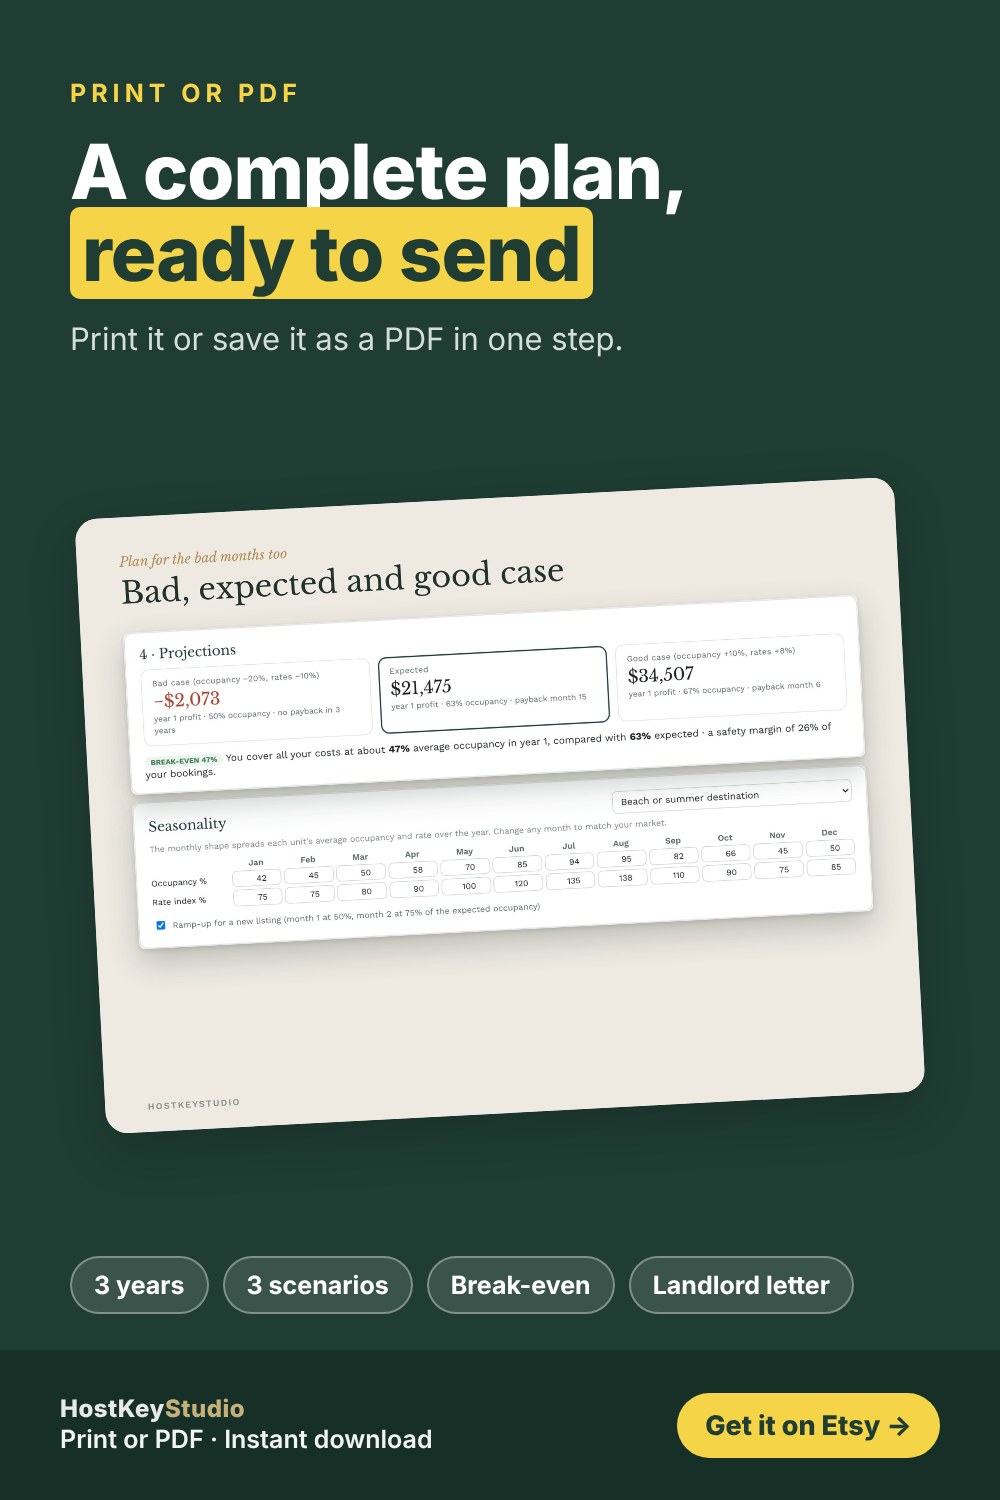 PRINT OR PDF
A complete plan,
ready to send
Print it or save it as a PDF in one step.
Plan for the bad months too
Bad, expected and good case
4 · Projections
Bad case (occupancy −20%, rates −10%)
−$2,073
year 1 profit · 50% occupancy · no payback in 3
years
Expected
$21,475
year 1 profit · 63% occupancy · payback month 15
Good case (occupancy +10%, rates +8%)
$34,507
year 1 profit · 67% occupancy · payback month 6
BREAK-EVEN 47% You cover all your costs at about 47% average occupancy in year 1, compared with 63% expected · a safety margin of 26% of
your bookings.
Seasonality
Beach or summer destination
The monthly shape spreads each unit's average occupancy and rate over the year. Change any month to match your market.
Jan Feb Mar Apr May Jun Jul Aug Sep Oct Nov Dec
Occupancy % 42 45 50 58 70 85 94 95 82 66 45 50
Rate index % 75 75 80 90 100 120 135 138 110 90 75 85
Ramp-up for a new listing (month 1 at 50%, month 2 at 75% of the expected occupancy)
HOSTKEYSTUDIO
3 years
3 scenarios
Break-even
Landlord letter
HostKeyStudio
Print or PDF · Instant download
Get it on Etsy →